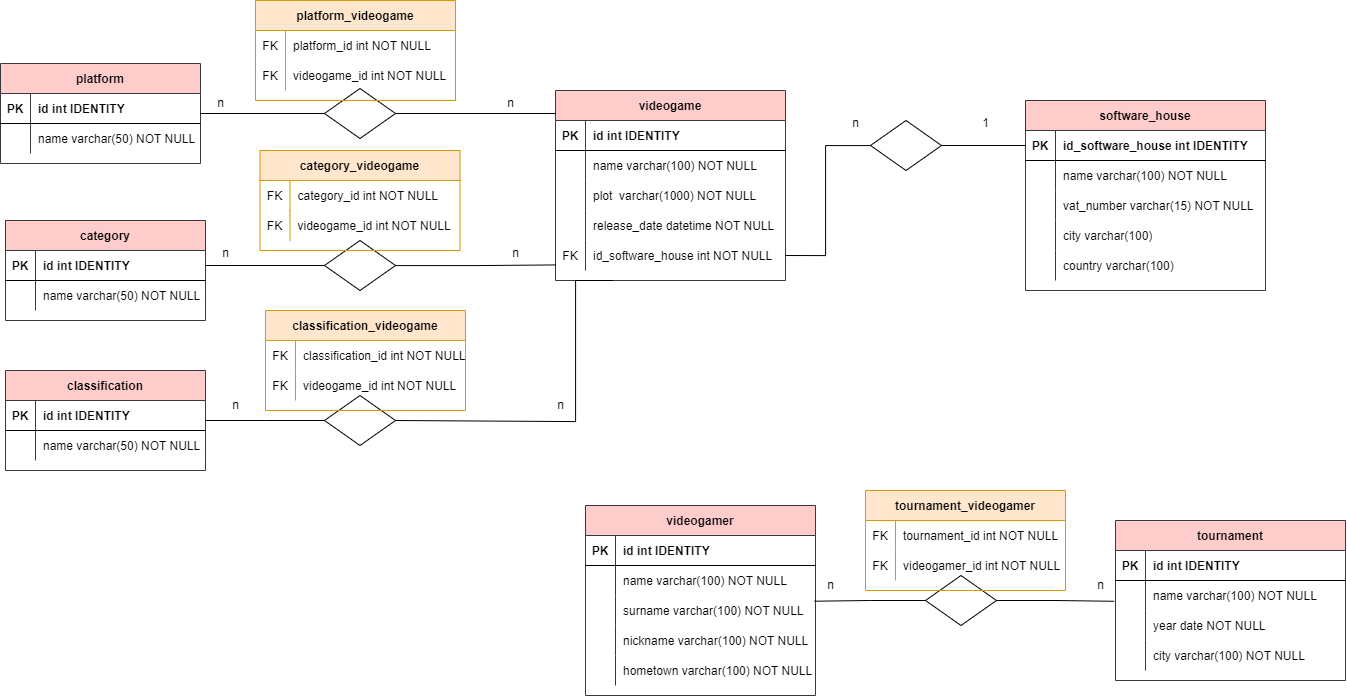 platform_videogame
FK platform_id int NOT NULL
FK videogame_id int NOT NULL
platform
PK id int IDENTITY
name varchar(50) NOT NULL
n
n
videogame
PK id int IDENTITY
name varchar(100) NOT NULL
plot varchar(1000) NOT NULL
release_date datetime NOT NULL
FK id_software_house int NOT NULL
n
1
software_house
PK id_software_house int IDENTITY
name varchar(100) NOT NULL
vat_number varchar(15) NOT NULL
city varchar(100)
country varchar(100)
category_videogame
FK category_id int NOT NULL
FK videogame_id int NOT NULL
category
PK id int IDENTITY
name varchar(50) NOT NULL
n
n
classification_videogame
FK classification_id int NOT NULL
FK videogame_id int NOT NULL
classification
PK id int IDENTITY
name varchar(50) NOT NULL
n
n
videogamer
PK id int IDENTITY
name varchar(100) NOT NULL
surname varchar(100) NOT NULL
nickname varchar(100) NOT NULL
hometown varchar(100) NOT NULL
tournament_videogamer
FK tournament_id int NOT NULL
FK videogamer_id int NOT NULL
n
n
tournament
PK id int IDENTITY
name varchar(100) NOT NULL
year date NOT NULL
city varchar(100) NOT NULL